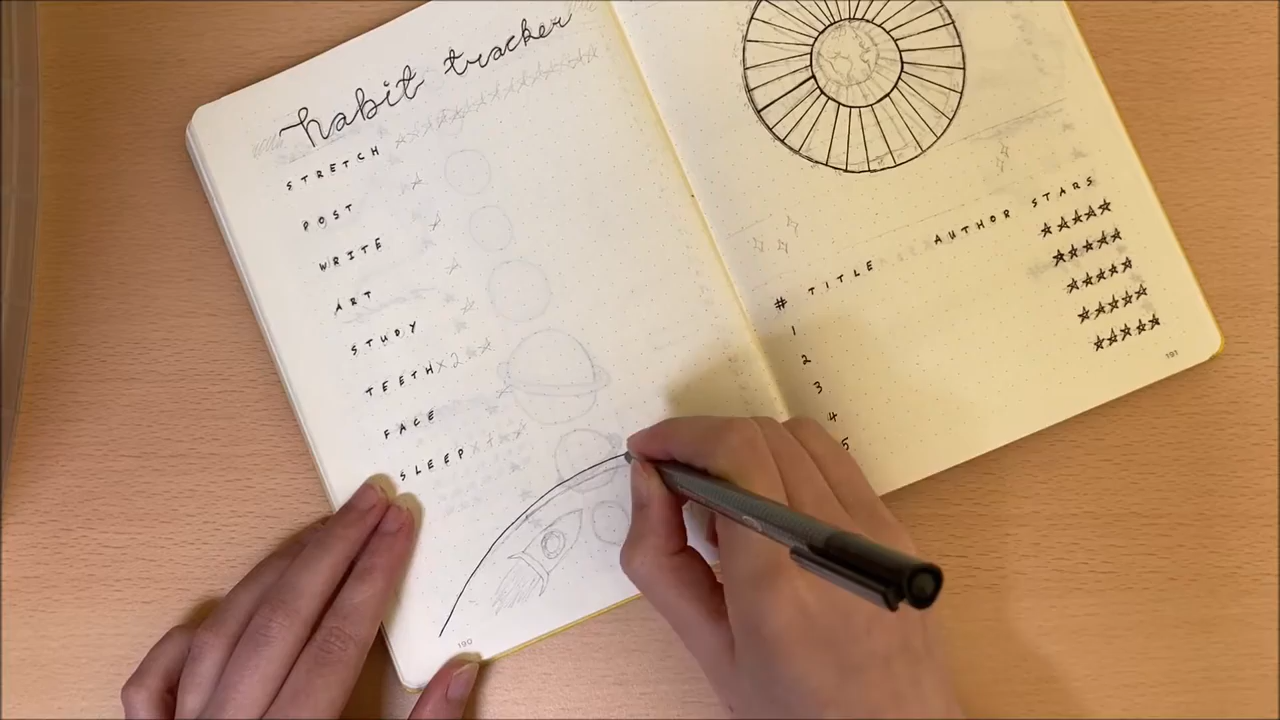 habit tracker
STRETCH
POST
WRITE
ART
STUDY
TEETH x 2
FACE
SLEEP
190
# TITLE AUTHOR STARS
1
2
3
4
5
191